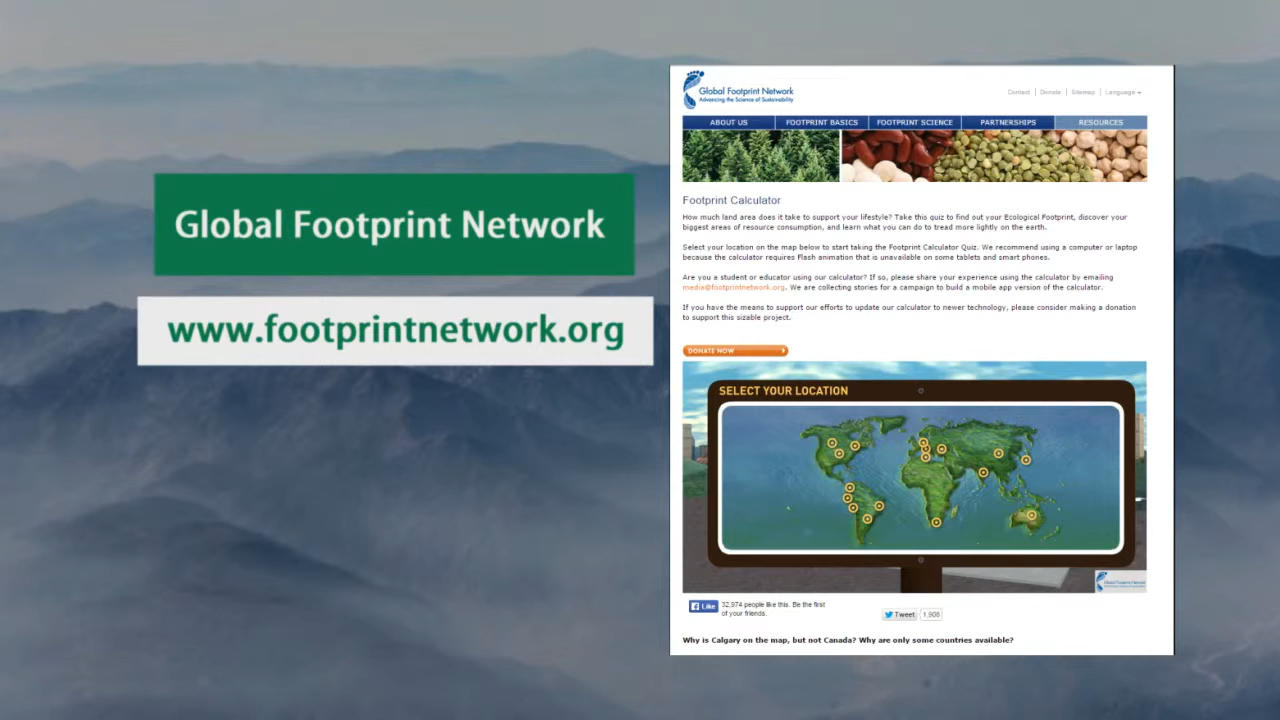 Global Footprint Network
www.footprintnetwork.org
Global Footprint Network
Advancing the Science of Sustainability
Contact | Donate | Sitemap | Language
ABOUT US
FOOTPRINT BASICS
FOOTPRINT SCIENCE
PARTNERSHIPS
RESOURCES
Footprint Calculator
How much land area does it take to support your lifestyle? Take this quiz to find out your Ecological Footprint, discover your
biggest areas of resource consumption, and learn what you can do to tread more lightly on the earth.
Select your location on the map below to start taking the Footprint Calculator Quiz. We recommend using a computer or laptop
because the calculator requires Flash animation that is unavailable on some tablets and smart phones.
Are you a student or educator using our calculator? If so, please share your experience using the calculator by emailing
media@footprintnetwork.org. We are collecting stories for a campaign to build a mobile app version of the calculator.
If you have the means to support our efforts to update our calculator to newer technology, please consider making a donation
to support this sizable project.
DONATE NOW
SELECT YOUR LOCATION
Global Footprint Network
Like
32,974 people like this. Be the first
of your friends.
Tweet
1,908
Why is Calgary on the map, but not Canada? Why are only some countries available?